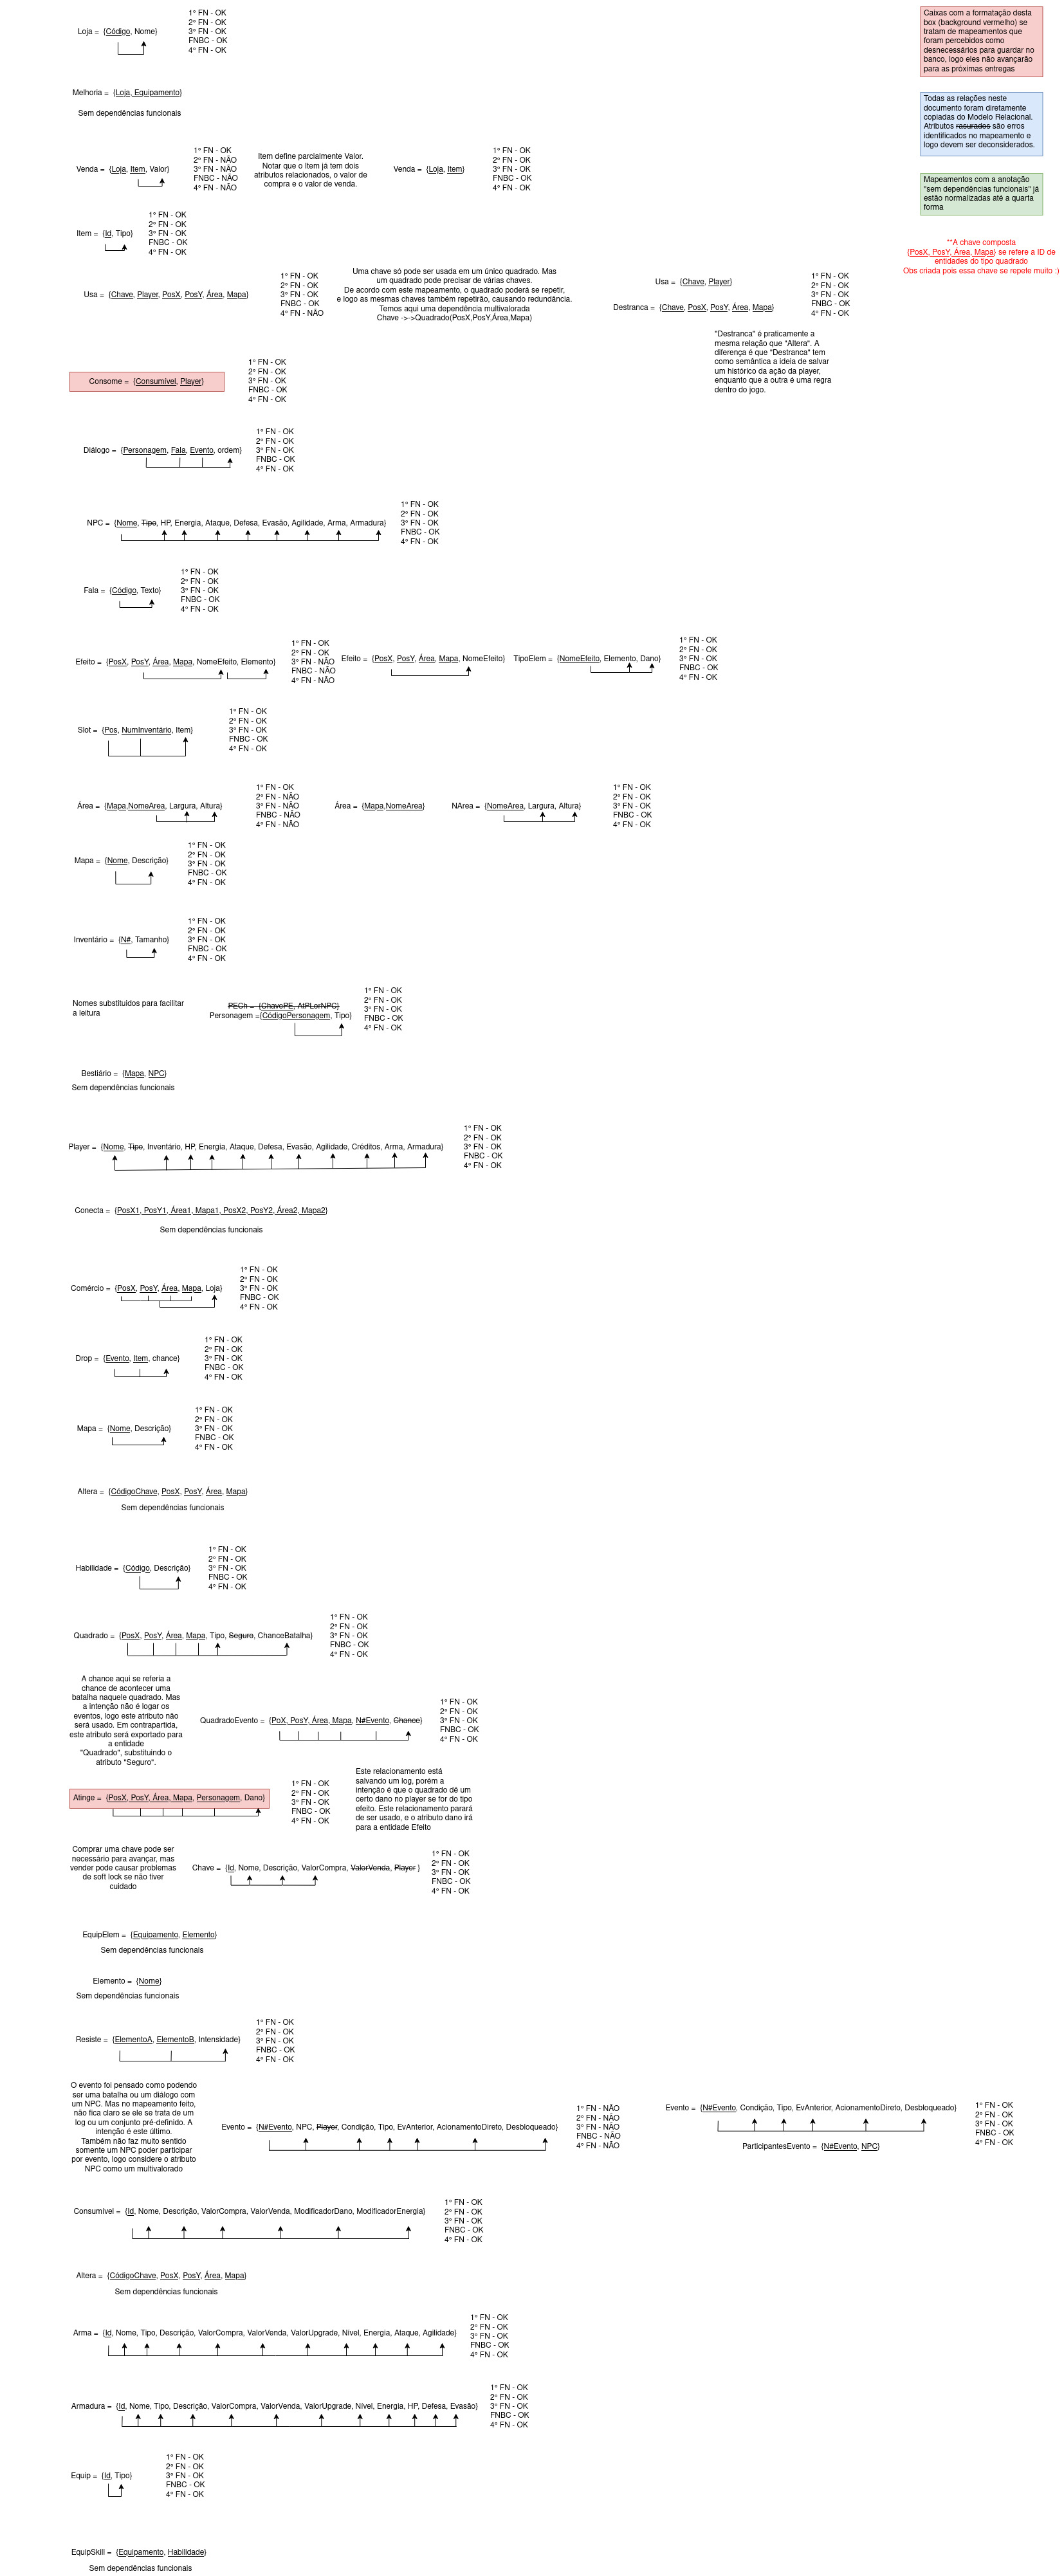 Loja = {Código, Nome}
1° FN - OK
2° FN - OK
3° FN - OK
FNBC - OK
4° FN - OK
Caixas com a formatação desta
box (background vermelho) se
tratam de mapeamentos que
foram percebidos como
desnecessários para guardar no
banco, logo eles não avançarão
para as próximas entregas
Melhoria = {Loja, Equipamento}
Sem dependências funcionais
Todas as relações neste
documento foram diretamente
copiadas do Modelo Relacional.
Atributos rasurados são erros
identificados no mapeamento e
logo devem ser deconsiderados.
Venda = {Loja, Item, Valor}
1° FN - OK
2° FN - NÃO
3° FN - NÃO
FNBC - NÃO
4° FN - NÃO
Item define parcialmente Valor.
Notar que o Item já tem dois
atributos relacionados, o valor de
compra e o valor de venda.
Venda = {Loja, Item}
1° FN - OK
2° FN - OK
3° FN - OK
FNBC - OK
4° FN - OK
Mapeamentos com a anotação
"sem dependências funcionais" já
estão normalizadas até a quarta
forma
Item = {Id, Tipo}
1° FN - OK
2° FN - OK
3° FN - OK
FNBC - OK
4° FN - OK
**A chave composta
{PosX, PosY, Área, Mapa} se refere a ID de
entidades do tipo quadrado
Obs criada pois essa chave se repete muito :)
Usa = {Chave, Player, PosX, PosY, Área, Mapa}
1° FN - OK
2° FN - OK
3° FN - OK
FNBC - OK
4° FN - NÃO
Uma chave só pode ser usada em um único quadrado. Mas
um quadrado pode precisar de várias chaves.
De acordo com este mapeamento, o quadrado poderá se repetir,
e logo as mesmas chaves também repetirão, causando redundância.
Temos aqui uma dependência multivalorada
Chave ->->Quadrado(PosX,PosY,Área,Mapa)
Usa = {Chave, Player}
Destranca = {Chave, PosX, PosY, Área, Mapa}
1° FN - OK
2° FN - OK
3° FN - OK
FNBC - OK
4° FN - OK
"Destranca" é praticamente a
mesma relação que "Altera". A
diferença é que "Destranca" tem
como semântica a ideia de salvar
um histórico da ação da player,
enquanto que a outra é uma regra
dentro do jogo.
Consome = {Consumível, Player}
1° FN - OK
2° FN - OK
3° FN - OK
FNBC - OK
4° FN - OK
Diálogo = {Personagem, Fala, Evento, ordem}
1° FN - OK
2° FN - OK
3° FN - OK
FNBC - OK
4° FN - OK
NPC = {Nome, Tipo, HP, Energia, Ataque, Defesa, Evasão, Agilidade, Arma, Armadura}
1° FN - OK
2° FN - OK
3° FN - OK
FNBC - OK
4° FN - OK
Fala = {Código, Texto}
1° FN - OK
2° FN - OK
3° FN - OK
FNBC - OK
4° FN - OK
Efeito = {PosX, PosY, Área, Mapa, NomeEfeito, Elemento}
1° FN - OK
2° FN - OK
3° FN - NÃO
FNBC - NÃO
4° FN - NÃO
Efeito = {PosX, PosY, Área, Mapa, NomeEfeito}
TipoElem = {NomeEfeito, Elemento, Dano}
1° FN - OK
2° FN - OK
3° FN - OK
FNBC - OK
4° FN - OK
Slot = {Pos, NumInventário, Item}
1° FN - OK
2° FN - OK
3° FN - OK
FNBC - OK
4° FN - OK
Área = {Mapa,NomeArea, Largura, Altura}
1° FN - OK
2° FN - NÃO
3° FN - NÃO
FNBC - NÃO
4° FN - NÃO
Área = {Mapa,NomeArea}
NArea = {NomeArea, Largura, Altura}
1° FN - OK
2° FN - OK
3° FN - OK
FNBC - OK
4° FN - OK
Mapa = {Nome, Descrição}
1° FN - OK
2° FN - OK
3° FN - OK
FNBC - OK
4° FN - OK
Inventário = {N#, Tamanho}
1° FN - OK
2° FN - OK
3° FN - OK
FNBC - OK
4° FN - OK
Nomes substituídos para facilitar
a leitura
PECh = {ChavePE, AtPLorNPC}
Personagem ={CódigoPersonagem, Tipo}
1° FN - OK
2° FN - OK
3° FN - OK
FNBC - OK
4° FN - OK
Bestiário = {Mapa, NPC}
Sem dependências funcionais
Player = {Nome, Tipo, Inventário, HP, Energia, Ataque, Defesa, Evasão, Agilidade, Créditos, Arma, Armadura}
1° FN - OK
2° FN - OK
3° FN - OK
FNBC - OK
4° FN - OK
Conecta = {PosX1, PosY1, Área1, Mapa1, PosX2, PosY2, Área2, Mapa2}
Sem dependências funcionais
Comércio = {PosX, PosY, Área, Mapa, Loja}
1° FN - OK
2° FN - OK
3° FN - OK
FNBC - OK
4° FN - OK
Drop = {Evento, Item, chance}
1° FN - OK
2° FN - OK
3° FN - OK
FNBC - OK
4° FN - OK
Mapa = {Nome, Descrição}
1° FN - OK
2° FN - OK
3° FN - OK
FNBC - OK
4° FN - OK
Altera = {CódigoChave, PosX, PosY, Área, Mapa}
Sem dependências funcionais
Habilidade = {Código, Descrição}
1° FN - OK
2° FN - OK
3° FN - OK
FNBC - OK
4° FN - OK
Quadrado = {PosX, PosY, Área, Mapa, Tipo, Seguro, ChanceBatalha}
1° FN - OK
2° FN - OK
3° FN - OK
FNBC - OK
4° FN - OK
A chance aqui se referia a
chance de acontecer uma
batalha naquele quadrado. Mas
a intenção não é logar os
eventos, logo este atributo não
será usado. Em contrapartida,
este atributo será exportado para
a entidade
"Quadrado", substituindo o
atributo "Seguro".
QuadradoEvento = {PoX, PosY, Área, Mapa, N#Evento, Chance}
1° FN - OK
2° FN - OK
3° FN - OK
FNBC - OK
4° FN - OK
Atinge = {PosX, PosY, Área, Mapa, Personagem, Dano}
1° FN - OK
2° FN - OK
3° FN - OK
FNBC - OK
4° FN - OK
Este relacionamento está
salvando um log, porém a
intenção é que o quadrado dê um
certo dano no player se for do tipo
efeito. Este relacionamento parará
de ser usado, e o atributo dano irá
para a entidade Efeito
Comprar uma chave pode ser
necessário para avançar, mas
vender pode causar problemas
de soft lock se não tiver
cuidado
Chave = {Id, Nome, Descrição, ValorCompra, ValorVenda, Player }
1° FN - OK
2° FN - OK
3° FN - OK
FNBC - OK
4° FN - OK
EquipElem = {Equipamento, Elemento}
Sem dependências funcionais
Elemento = {Nome}
Sem dependências funcionais
Resiste = {ElementoA, ElementoB, Intensidade}
1° FN - OK
2° FN - OK
3° FN - OK
FNBC - OK
4° FN - OK
O evento foi pensado como podendo
ser uma batalha ou um diálogo com
um NPC. Mas no mapeamento feito,
não fica claro se ele se trata de um
log ou um conjunto pré-definido. A
intenção é este último.
Também não faz muito sentido
somente um NPC poder participar
por evento, logo considere o atributo
NPC como um multivalorado
Evento = {N#Evento, NPC, Player, Condição, Tipo, EvAnterior, AcionamentoDireto, Desbloqueado}
1° FN - NÃO
2° FN - NÃO
3° FN - NÃO
FNBC - NÃO
4° FN - NÃO
Evento = {N#Evento, Condição, Tipo, EvAnterior, AcionamentoDireto, Desbloqueado}
ParticipantesEvento = {N#Evento, NPC}
1° FN - OK
2° FN - OK
3° FN - OK
FNBC - OK
4° FN - OK
Consumível = {Id, Nome, Descrição, ValorCompra, ValorVenda, ModificadorDano, ModificadorEnergia}
1° FN - OK
2° FN - OK
3° FN - OK
FNBC - OK
4° FN - OK
Altera = {CódigoChave, PosX, PosY, Área, Mapa}
Sem dependências funcionais
Arma = {Id, Nome, Tipo, Descrição, ValorCompra, ValorVenda, ValorUpgrade, Nível, Energia, Ataque, Agilidade}
1° FN - OK
2° FN - OK
3° FN - OK
FNBC - OK
4° FN - OK
Armadura = {Id, Nome, Tipo, Descrição, ValorCompra, ValorVenda, ValorUpgrade, Nível, Energia, HP, Defesa, Evasão}
1° FN - OK
2° FN - OK
3° FN - OK
FNBC - OK
4° FN - OK
Equip = {Id, Tipo}
1° FN - OK
2° FN - OK
3° FN - OK
FNBC - OK
4° FN - OK
EquipSkill = {Equipamento, Habilidade}
Sem dependências funcionais